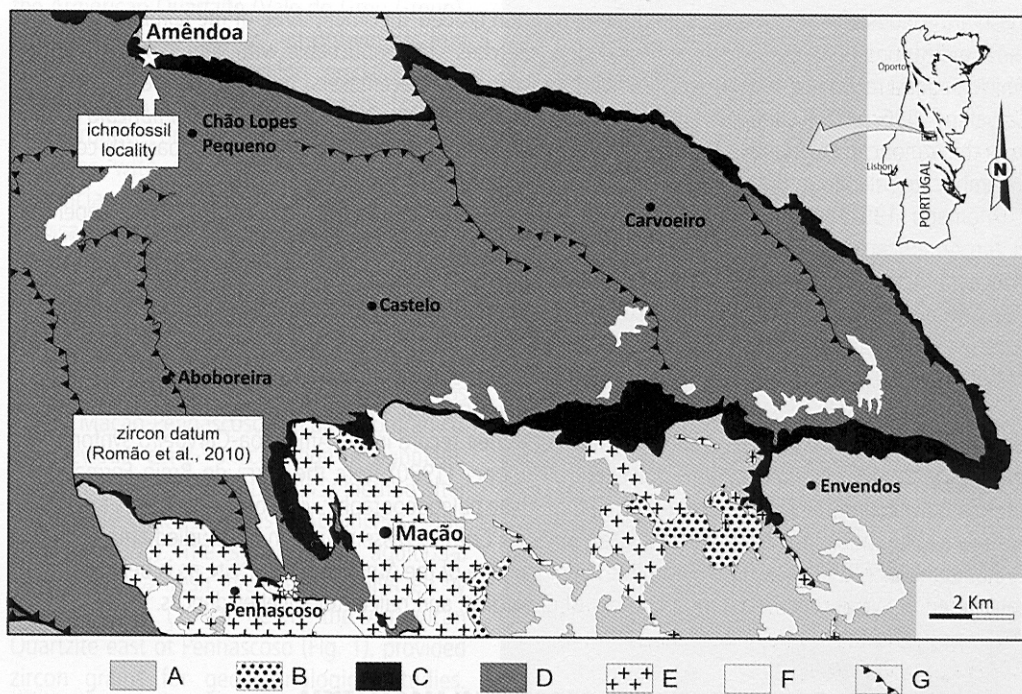 Amêndoa
ichnofossil
locality
Chão Lopes
Pequeno
Carvoeiro
Castelo
Aboboreira
zircon datum
(Romão et al., 2010)
Mação
Penhascoso
Envendos
Oporto
Lisbon
PORTUGAL
N
2 Km
A B C D E F G